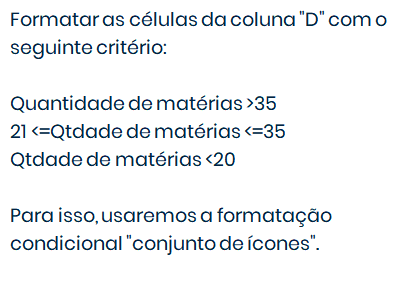 Formatar as células da coluna "D" com o
seguinte critério:
Quantidade de matérias >35
21 <=Qtdade de matérias <=35
Qtdade de matérias <20
Para isso, usaremos a formatação
condicional "conjunto de ícones".